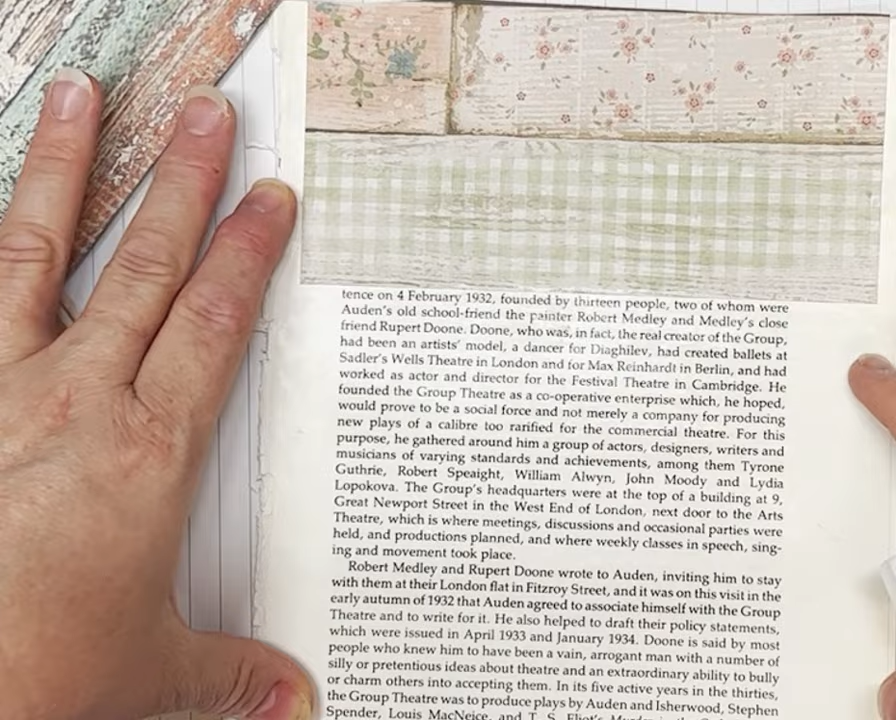 tence on 4 February 1932, founded by thirteen people, two of whom were
Auden's old school-friend the painter Robert Medley and Medley's close
friend Rupert Doone. Doone, who was, in fact, the real creator of the Group,
had been an artists' model, a dancer for Diaghilev, had created ballets at
Sadler's Wells Theatre in London and for Max Reinhardt in Berlin, and had
worked as actor and director for the Festival Theatre in Cambridge. He
founded the Group Theatre as a co-operative enterprise which, he hoped,
would prove to be a social force and not merely a company for producing
new plays of a calibre too rarified for the commercial theatre. For this
purpose, he gathered around him a group of actors, designers, writers and
musicians of varying standards and achievements, among them Tyrone
Guthrie, Robert Speaight, William Alwyn, John Moody and Lydia
Lopokova. The Group's headquarters were at the top of a building at 9,
Great Newport Street in the West End of London, next door to the Arts
Theatre, which is where meetings, discussions and occasional parties were
held, and productions planned, and where weekly classes in speech, sing-
ing and movement took place.
Robert Medley and Rupert Doone wrote to Auden, inviting him to stay
with them at their London flat in Fitzroy Street, and it was on this visit in the
early autumn of 1932 that Auden agreed to associate himself with the Group
Theatre and to write for it. He also helped to draft their policy statements,
which were issued in April 1933 and January 1934. Doone is said by most
people who knew him to have been a vain, arrogant man with a number of
silly or pretentious ideas about theatre and an extraordinary ability to bully
or charm others into accepting them. In its five active years in the thirties,
the Group Theatre was to produce plays by Auden and Isherwood, Stephen
Spender, Louis MacNeice, and T. S. Eliot's Murder in the